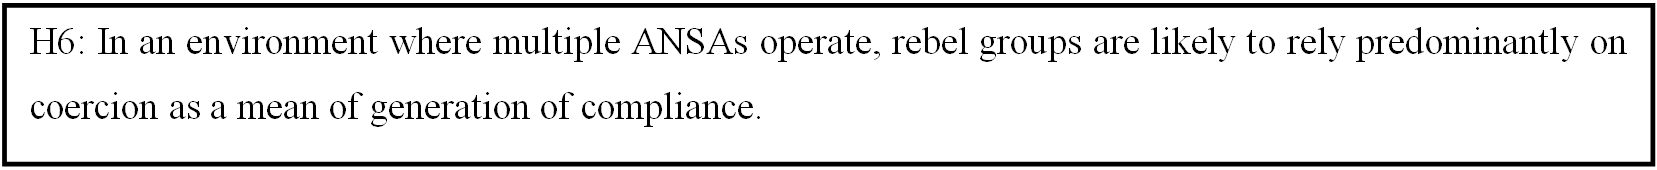 H6: In an environment where multiple ANSAs operate, rebel groups are likely to rely predominantly on
coercion as a mean of generation of compliance.